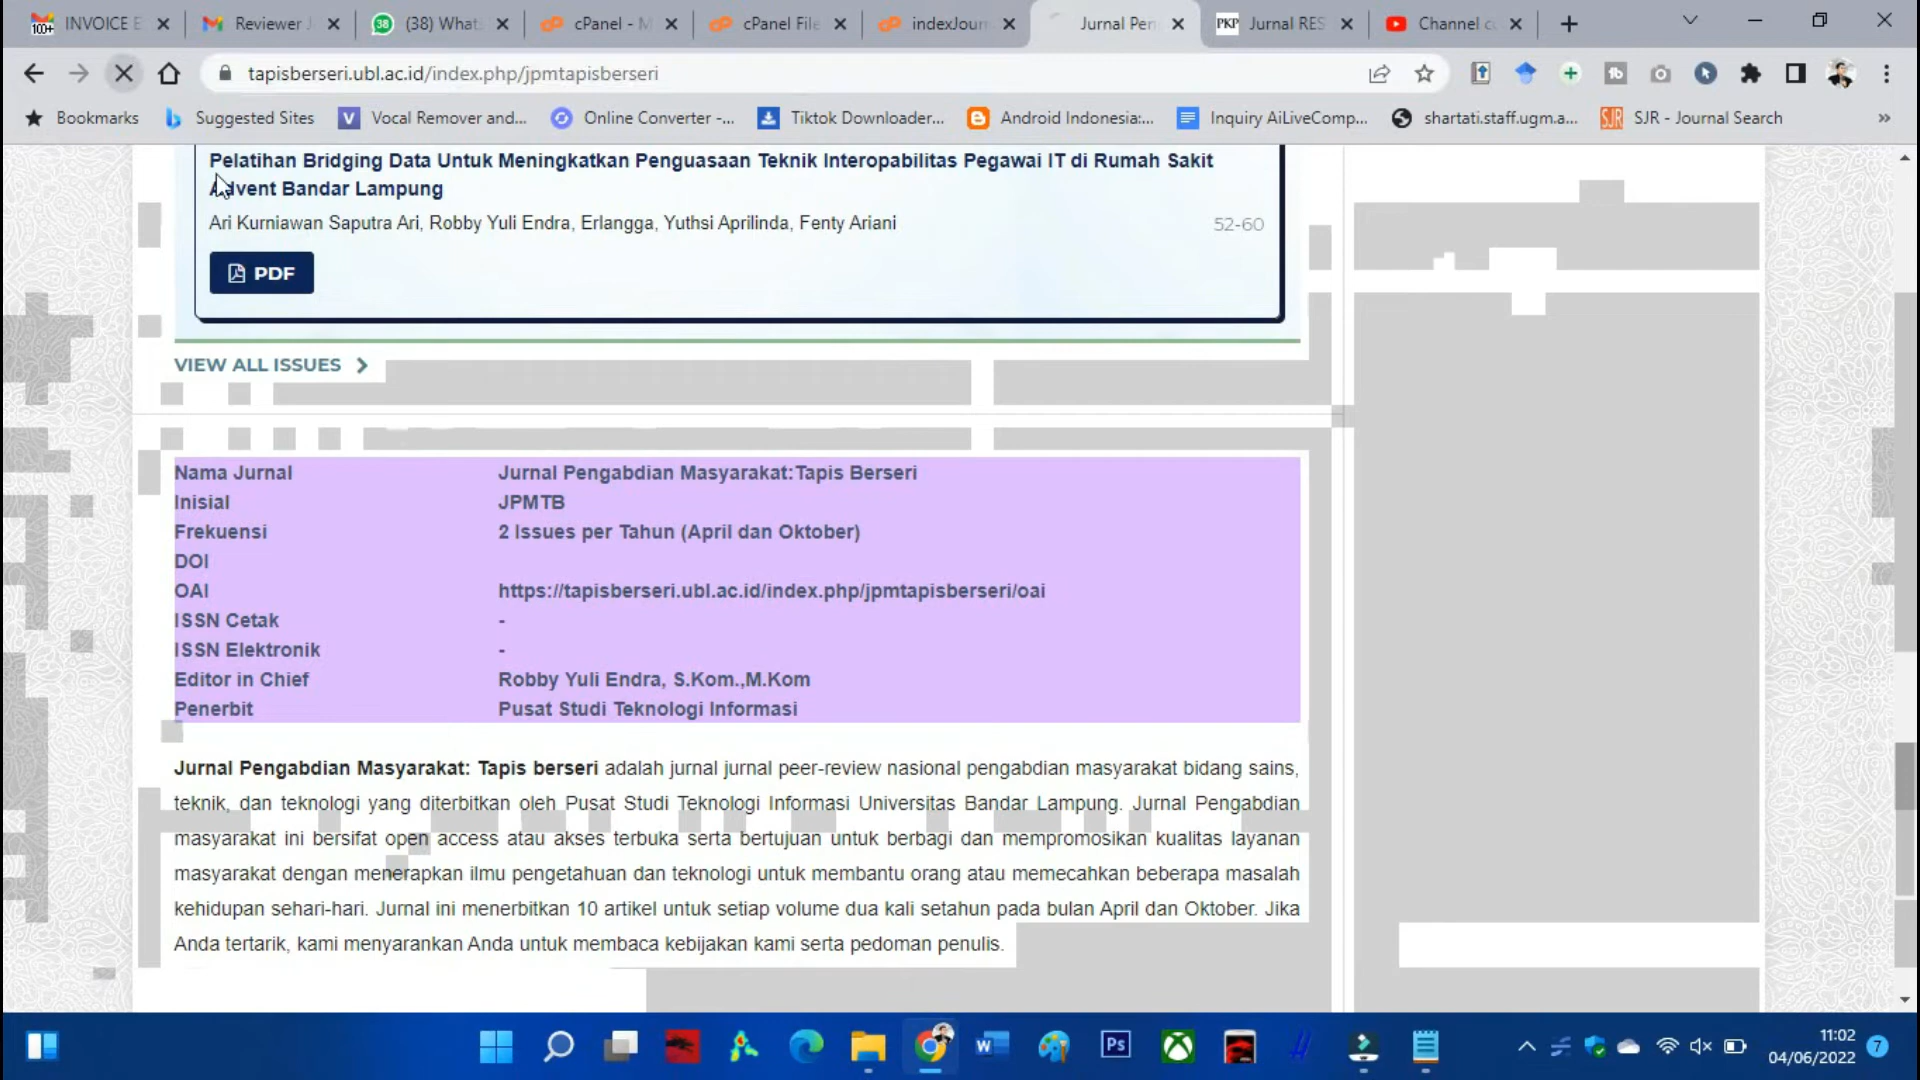 INVOICE E
Reviewer J
(38) What
cPanel - M
cPanel File
indexJourn
Jurnal Pen
PKP Jurnal RES
Channel c
tapisberseri.ubl.ac.id/index.php/jpmtapisberseri
Bookmarks
Suggested Sites
Vocal Remover and...
Online Converter -...
Tiktok Downloader...
Android Indonesia:...
Inquiry AiLiveComp...
shartati.staff.ugm.a...
SJR SJR - Journal Search
»
Pelatihan Bridging Data Untuk Meningkatkan Penguasaan Teknik Interopabilitas Pegawai IT di Rumah Sakit
Advent Bandar Lampung
Ari Kurniawan Saputra Ari, Robby Yuli Endra, Erlangga, Yuthsi Aprilinda, Fenty Ariani 52-60
PDF
VIEW ALL ISSUES
Nama Jurnal Jurnal Pengabdian Masyarakat:Tapis Berseri
Inisial JPMTB
Frekuensi 2 Issues per Tahun (April dan Oktober)
DOI
OAI https://tapisberseri.ubl.ac.id/index.php/jpmtapisberseri/oai
ISSN Cetak -
ISSN Elektronik -
Editor in Chief Robby Yuli Endra, S.Kom.,M.Kom
Penerbit Pusat Studi Teknologi Informasi
Jurnal Pengabdian Masyarakat: Tapis berseri adalah jurnal jurnal peer-review nasional pengabdian masyarakat bidang sains,
teknik, dan teknologi yang diterbitkan oleh Pusat Studi Teknologi Informasi Universitas Bandar Lampung. Jurnal Pengabdian
masyarakat ini bersifat open access atau akses terbuka serta bertujuan untuk berbagi dan mempromosikan kualitas layanan
masyarakat dengan menerapkan ilmu pengetahuan dan teknologi untuk membantu orang atau memecahkan beberapa masalah
kehidupan sehari-hari. Jurnal ini menerbitkan 10 artikel untuk setiap volume dua kali setahun pada bulan April dan Oktober. Jika
Anda tertarik, kami menyarankan Anda untuk membaca kebijakan kami serta pedoman penulis.
11:02
04/06/2022
7